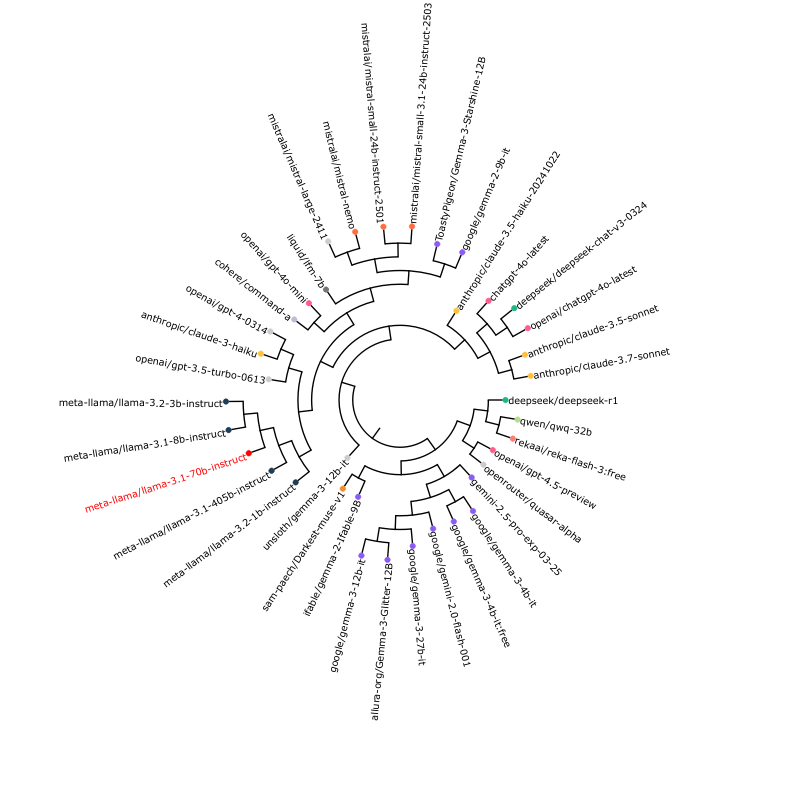 mistralai/mistral-large-2411
mistralai/mistral-nemo
mistralai/mistral-small-24b-instruct-2501
mistralai/mistral-small-3.1-24b-instruct-2503
ToastyPigeon/Gemma-3-Starshine-12B
google/gemma-2-9b-it
anthropic/claude-3.5-haiku-20241022
chatgpt-4o-latest
deepseek/deepseek-chat-v3-0324
openai/chatgpt-4o-latest
anthropic/claude-3.5-sonnet
anthropic/claude-3.7-sonnet
deepseek/deepseek-r1
qwen/qwq-32b
rekaai/reka-flash-3:free
openai/gpt-4.5-preview
openrouter/quasar-alpha
gemini-2.5-pro-exp-03-25
google/gemma-3-4b-it
google/gemma-3-4b-it:free
google/gemini-2.0-flash-001
google/gemma-3-27b-it
allura-org/Gemma-3-Glitter-12B
google/gemma-3-12b-it
ifable/gemma-2-Ifable-9B
sam-paech/Darkest-muse-v1
unsloth/gemma-3-12b-it
meta-llama/llama-3.2-1b-instruct
meta-llama/llama-3.1-405b-instruct
meta-llama/llama-3.1-70b-instruct
meta-llama/llama-3.1-8b-instruct
meta-llama/llama-3.2-3b-instruct
openai/gpt-3.5-turbo-0613
anthropic/claude-3-haiku
openai/gpt-4-0314
cohere/command-a
openai/gpt-4o-mini
liquid/lfm-7b